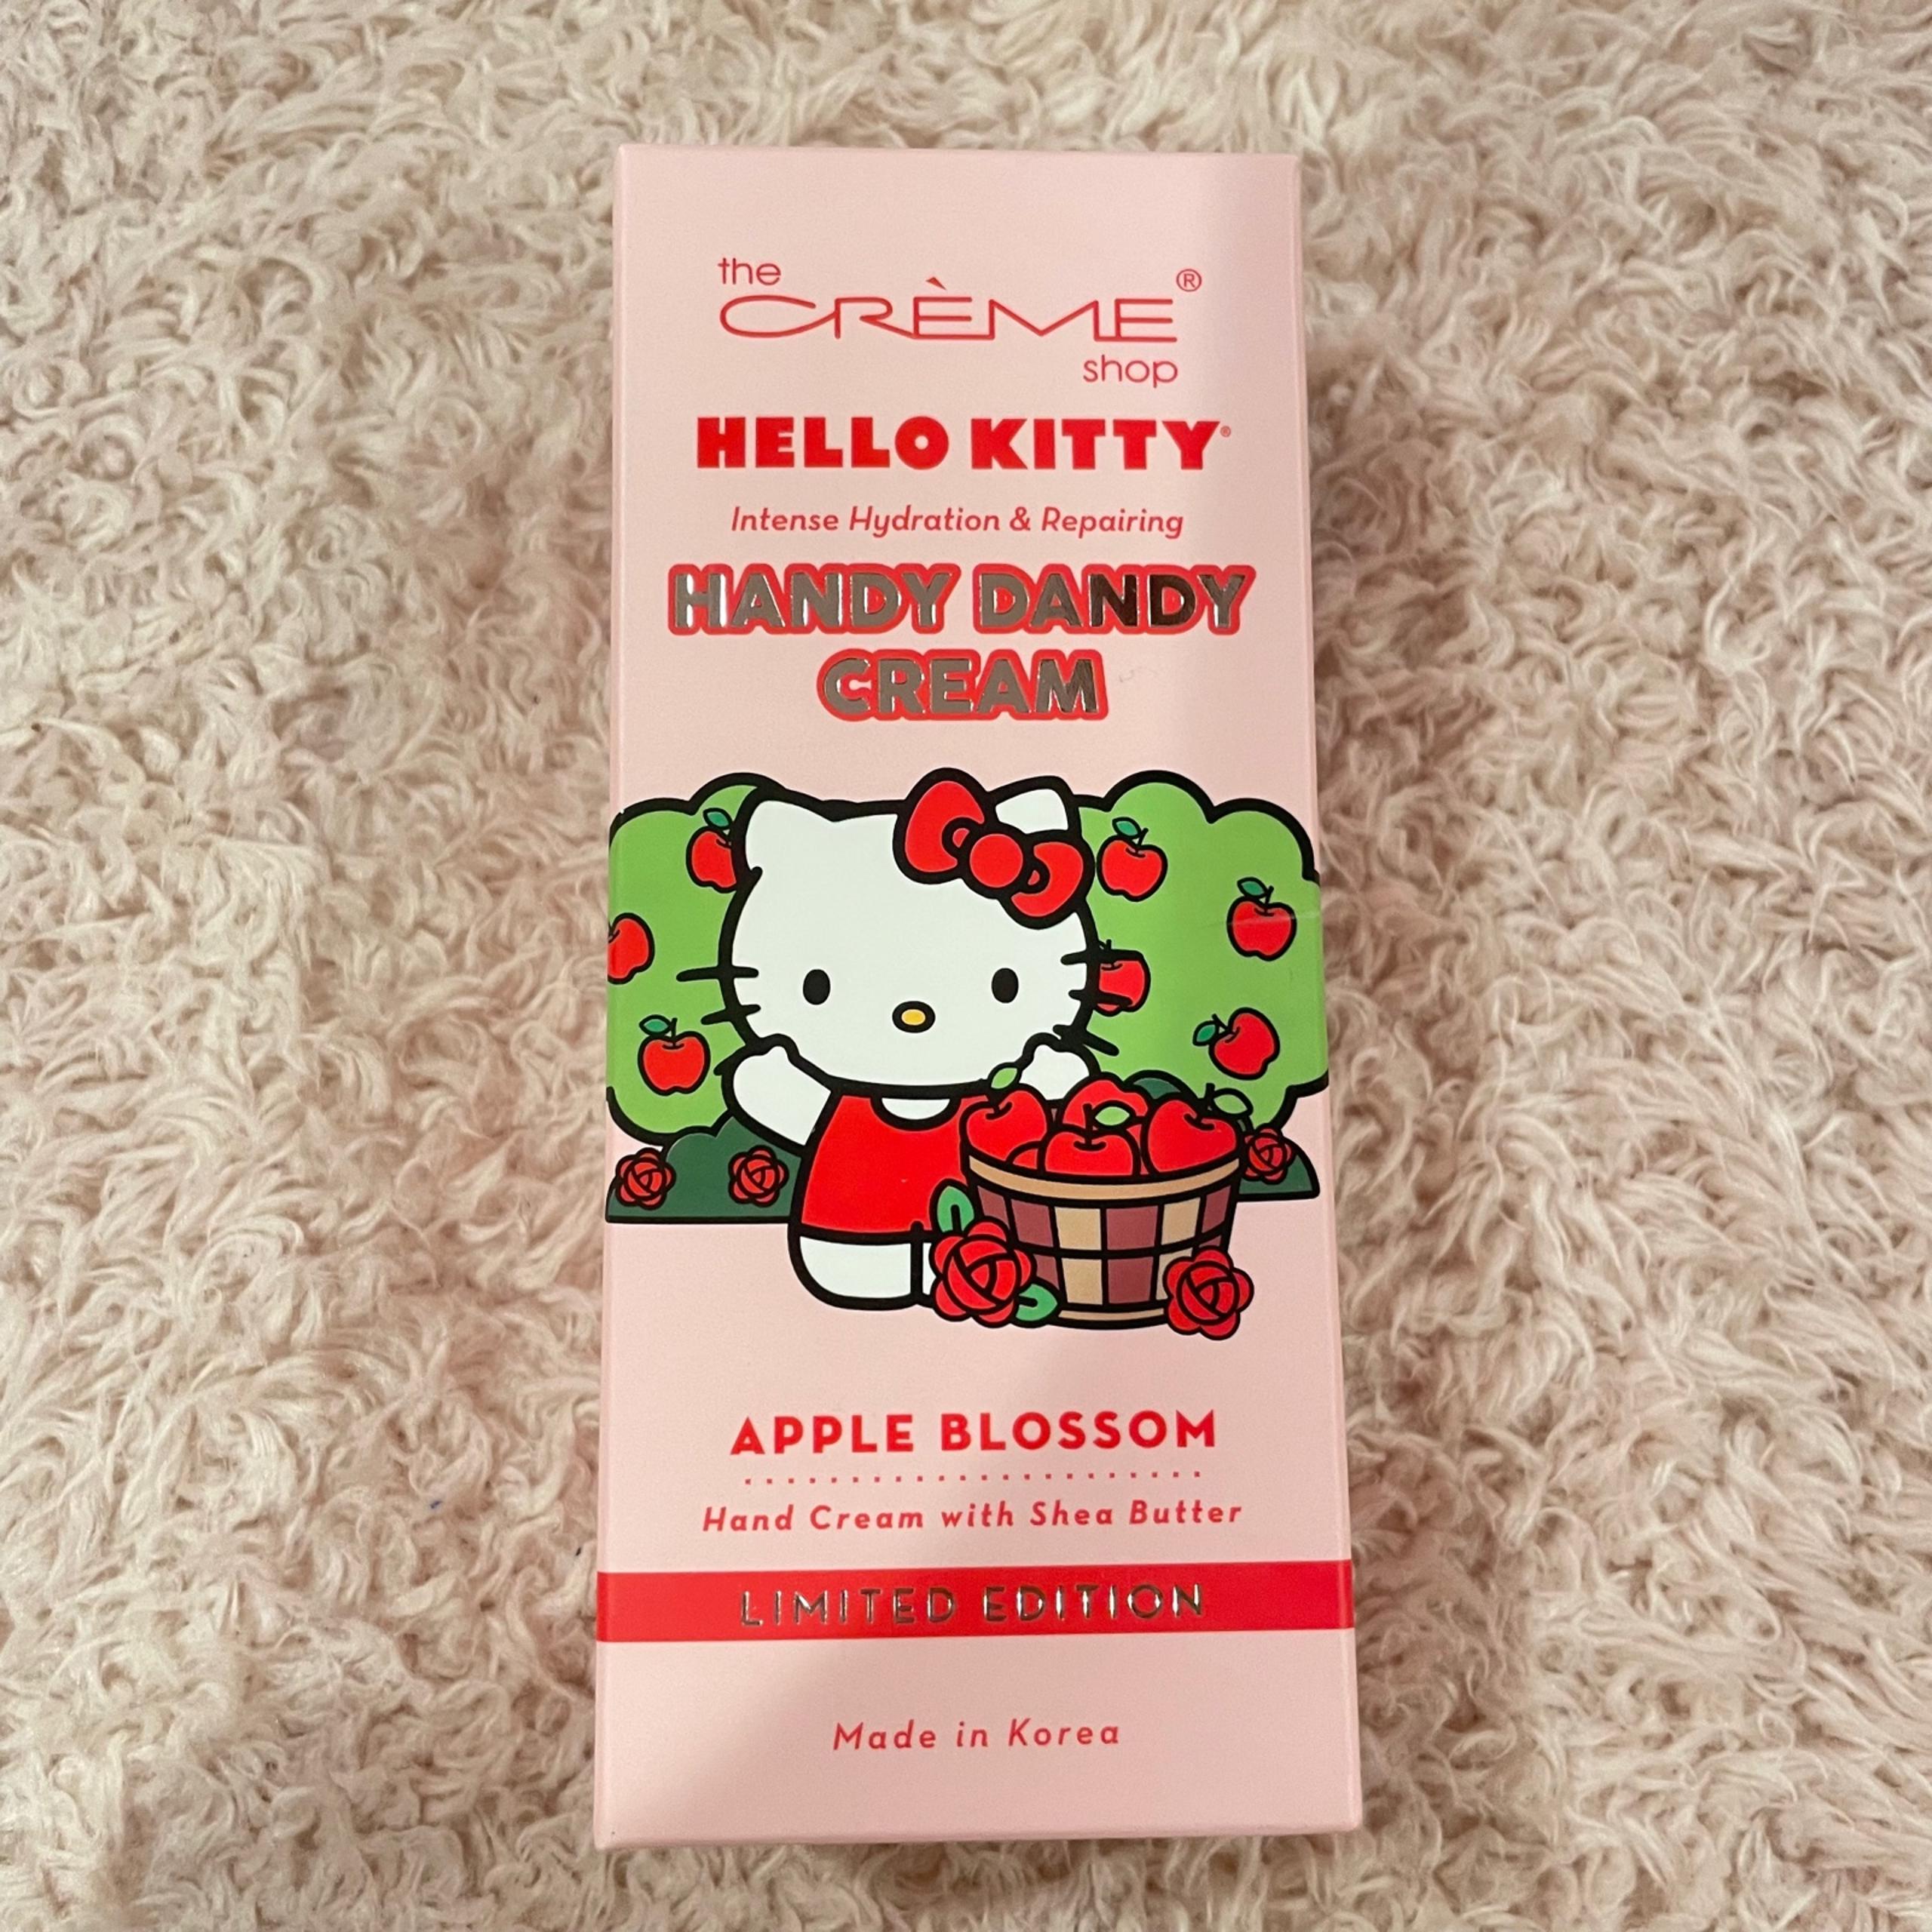 the
CRÈME®
shop
HELLO KITTY®
Intense Hydration & Repairing
HANDY DANDY
CREAM
APPLE BLOSSOM
Hand Cream with Shea Butter
LIMITED EDITION
Made in Korea